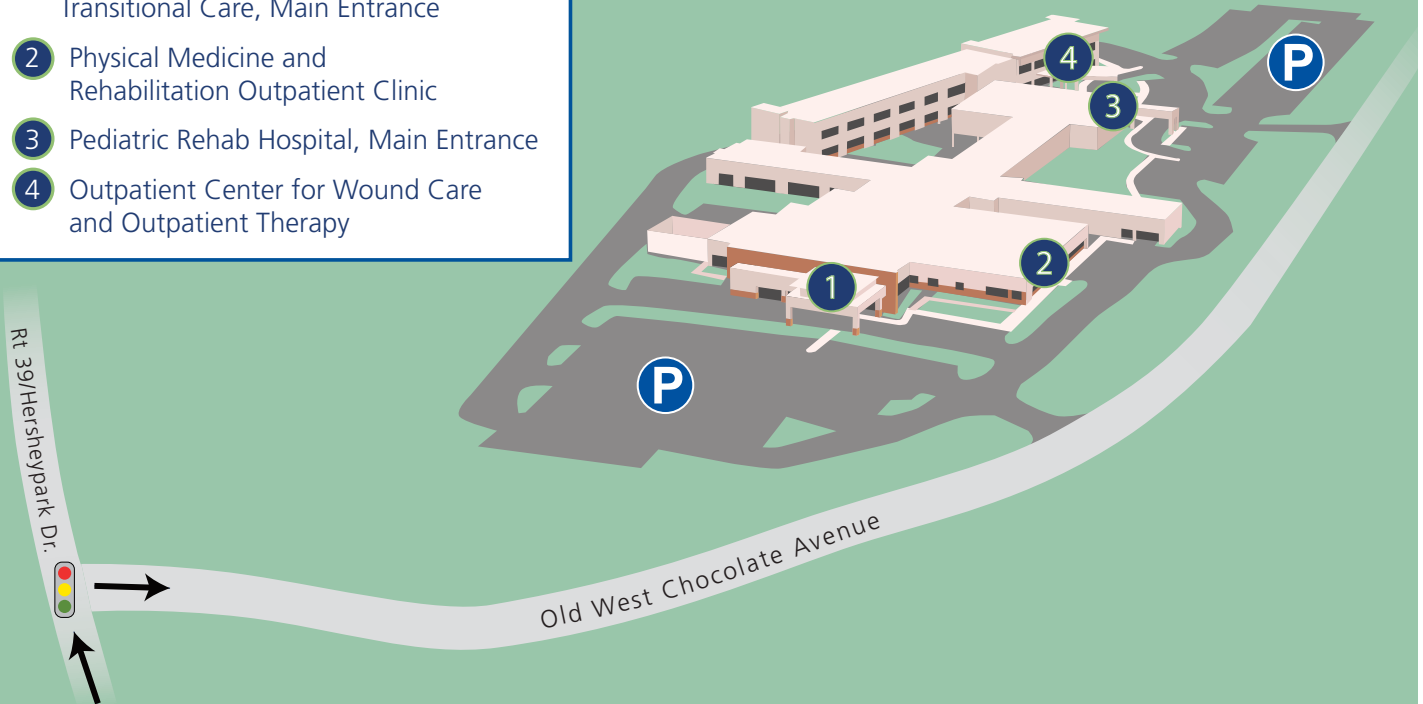 Transitional Care, Main Entrance
2 Physical Medicine and
Rehabilitation Outpatient Clinic
3 Pediatric Rehab Hospital, Main Entrance
4 Outpatient Center for Wound Care
and Outpatient Therapy
4
P
3
2
1
P
Rt 39/Hersheypark Dr.
Old West Chocolate Avenue